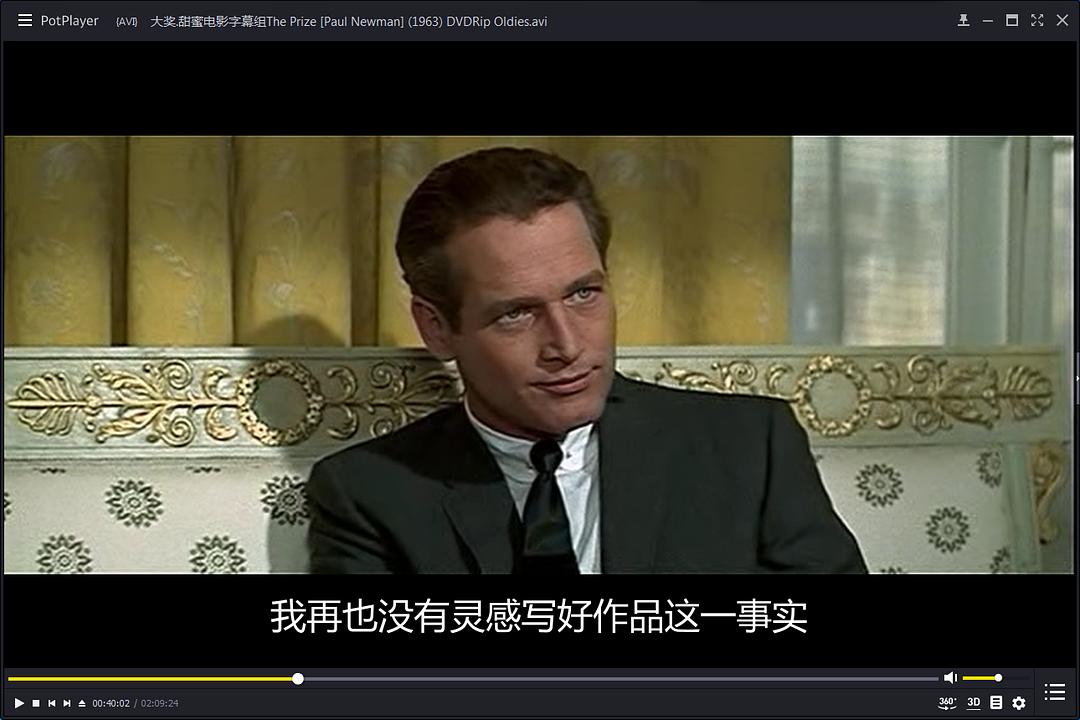 PotPlayer
{AVI}
大奖.甜蜜电影字幕组The Prize [Paul Newman] (1963) DVDRip Oldies.avi
我再也没有灵感写好作品这一事实
00:40:02 / 02:09:24
360°
3D